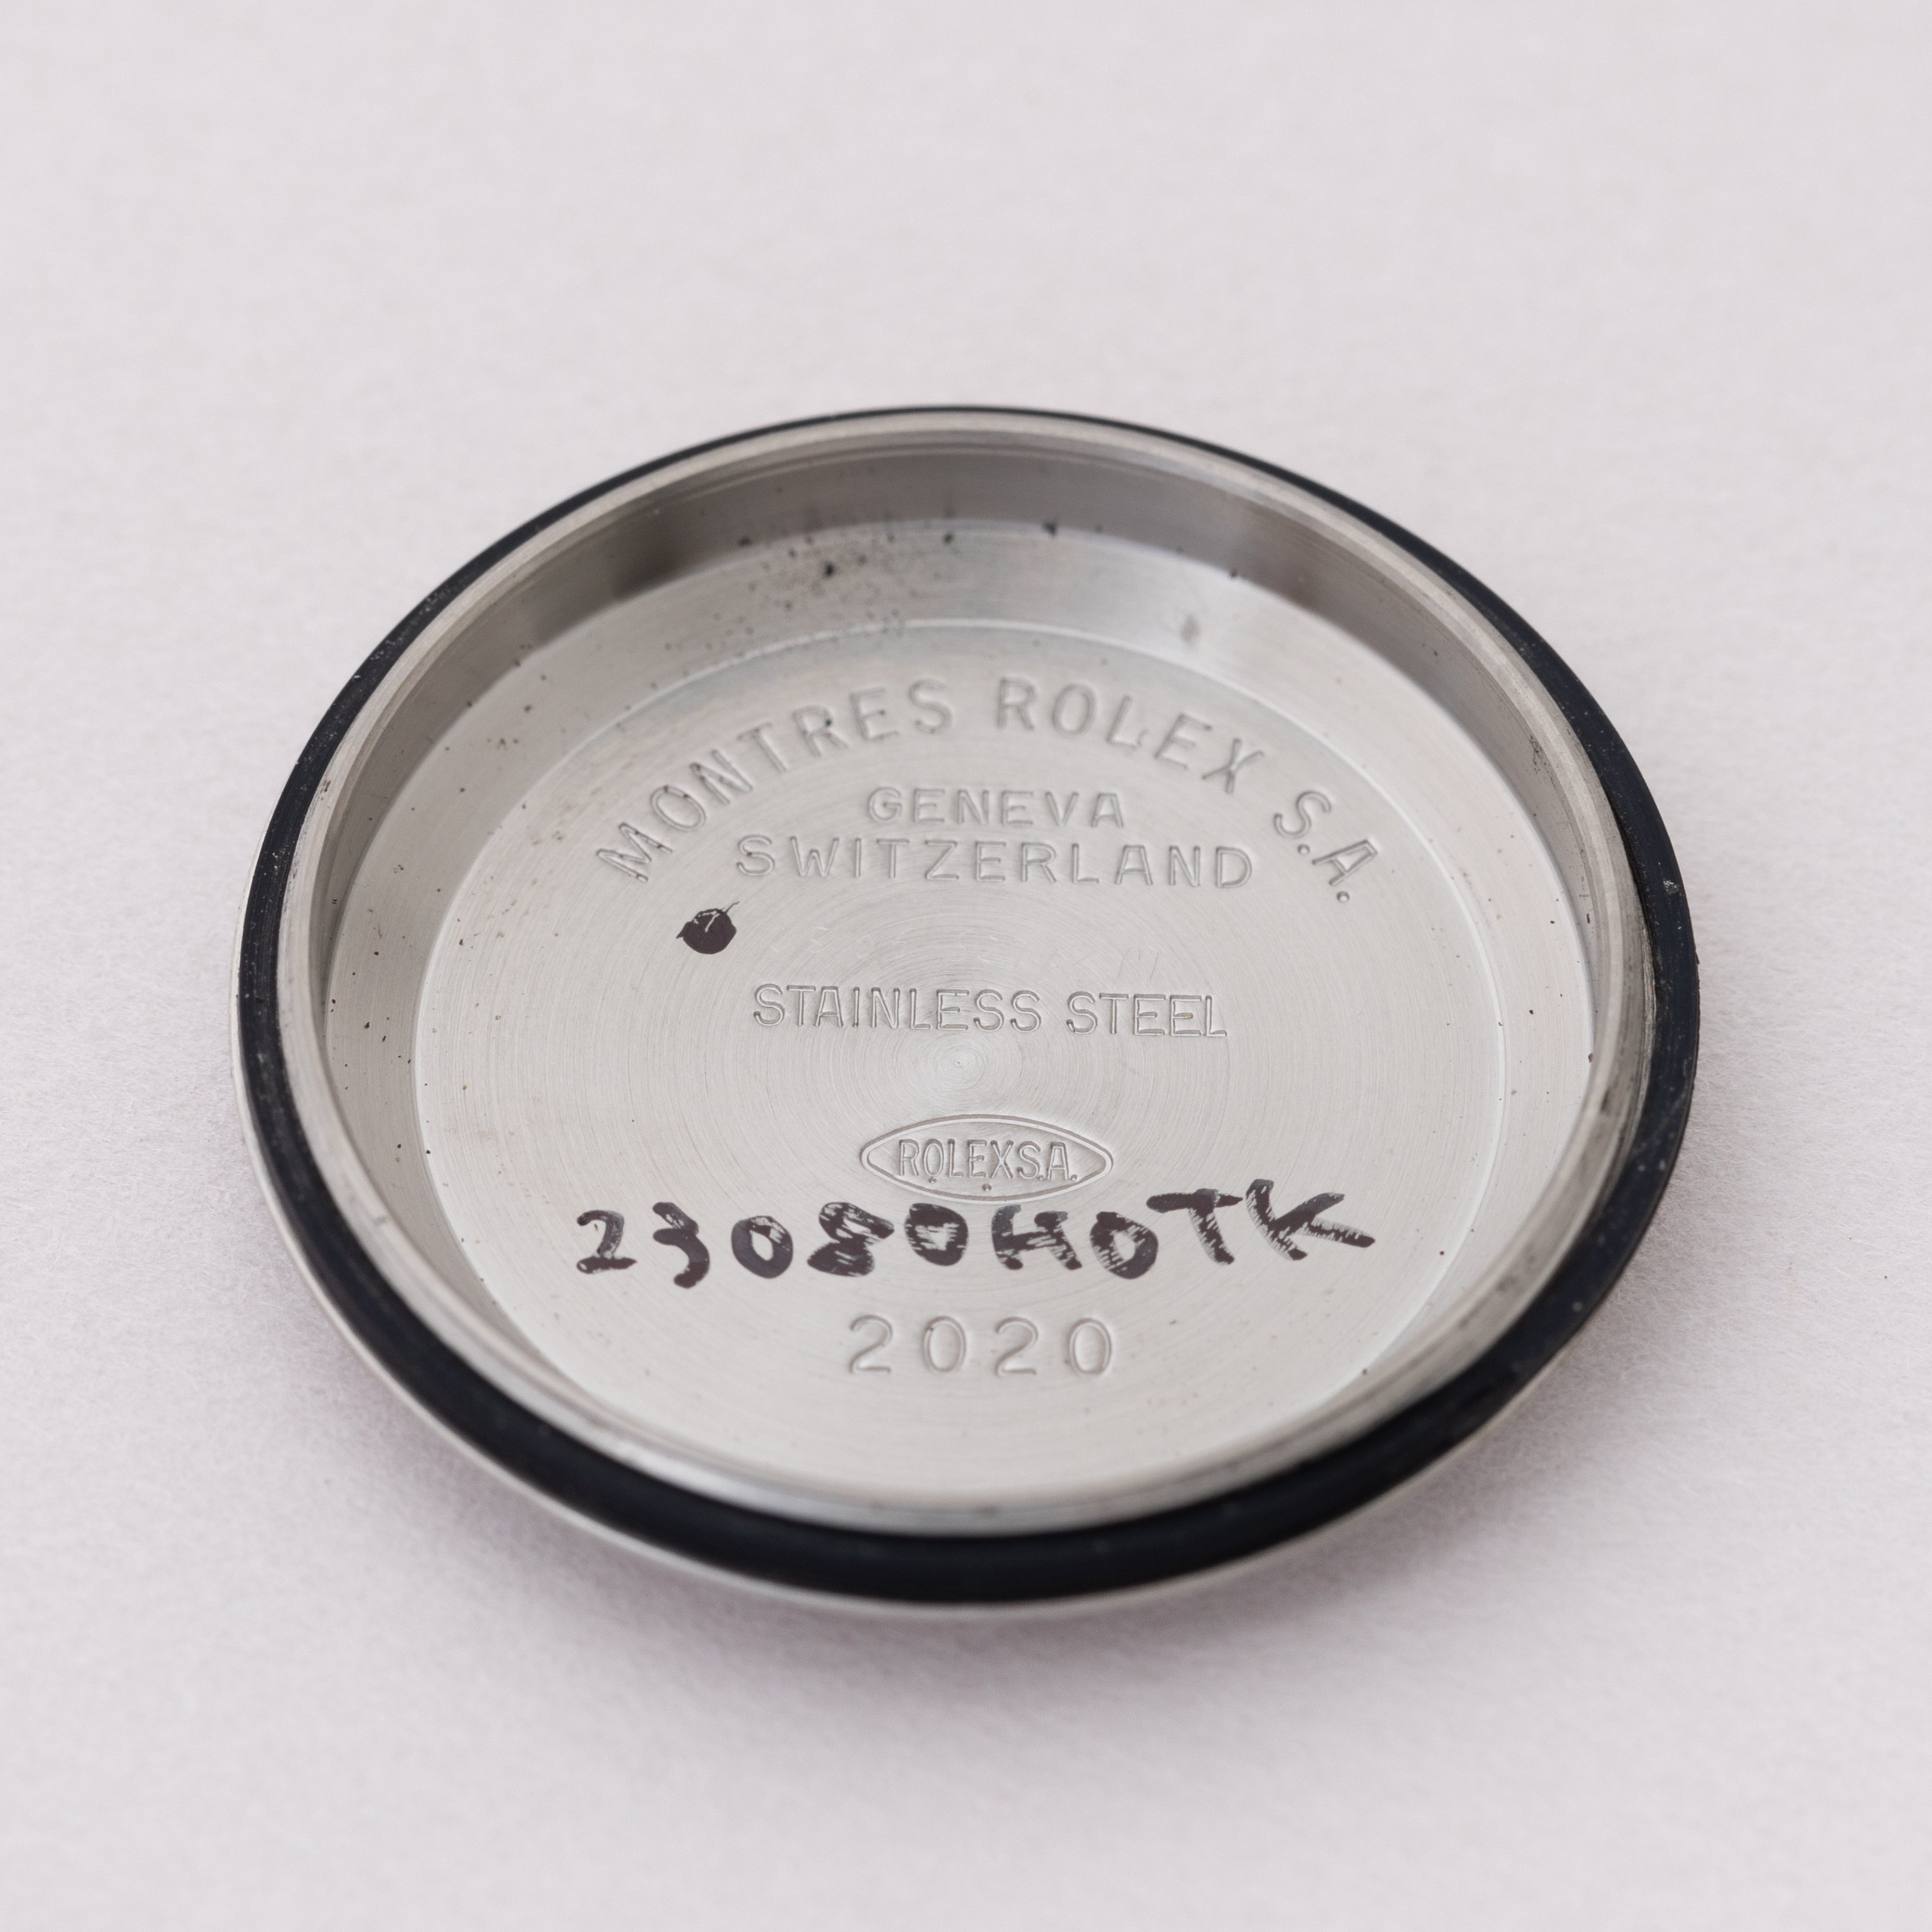 MONTRES ROLEX S.A.
GENEVA
SWITZERLAND
STAINLESS STEEL
ROLEX S.A.
23080HOTK
2020